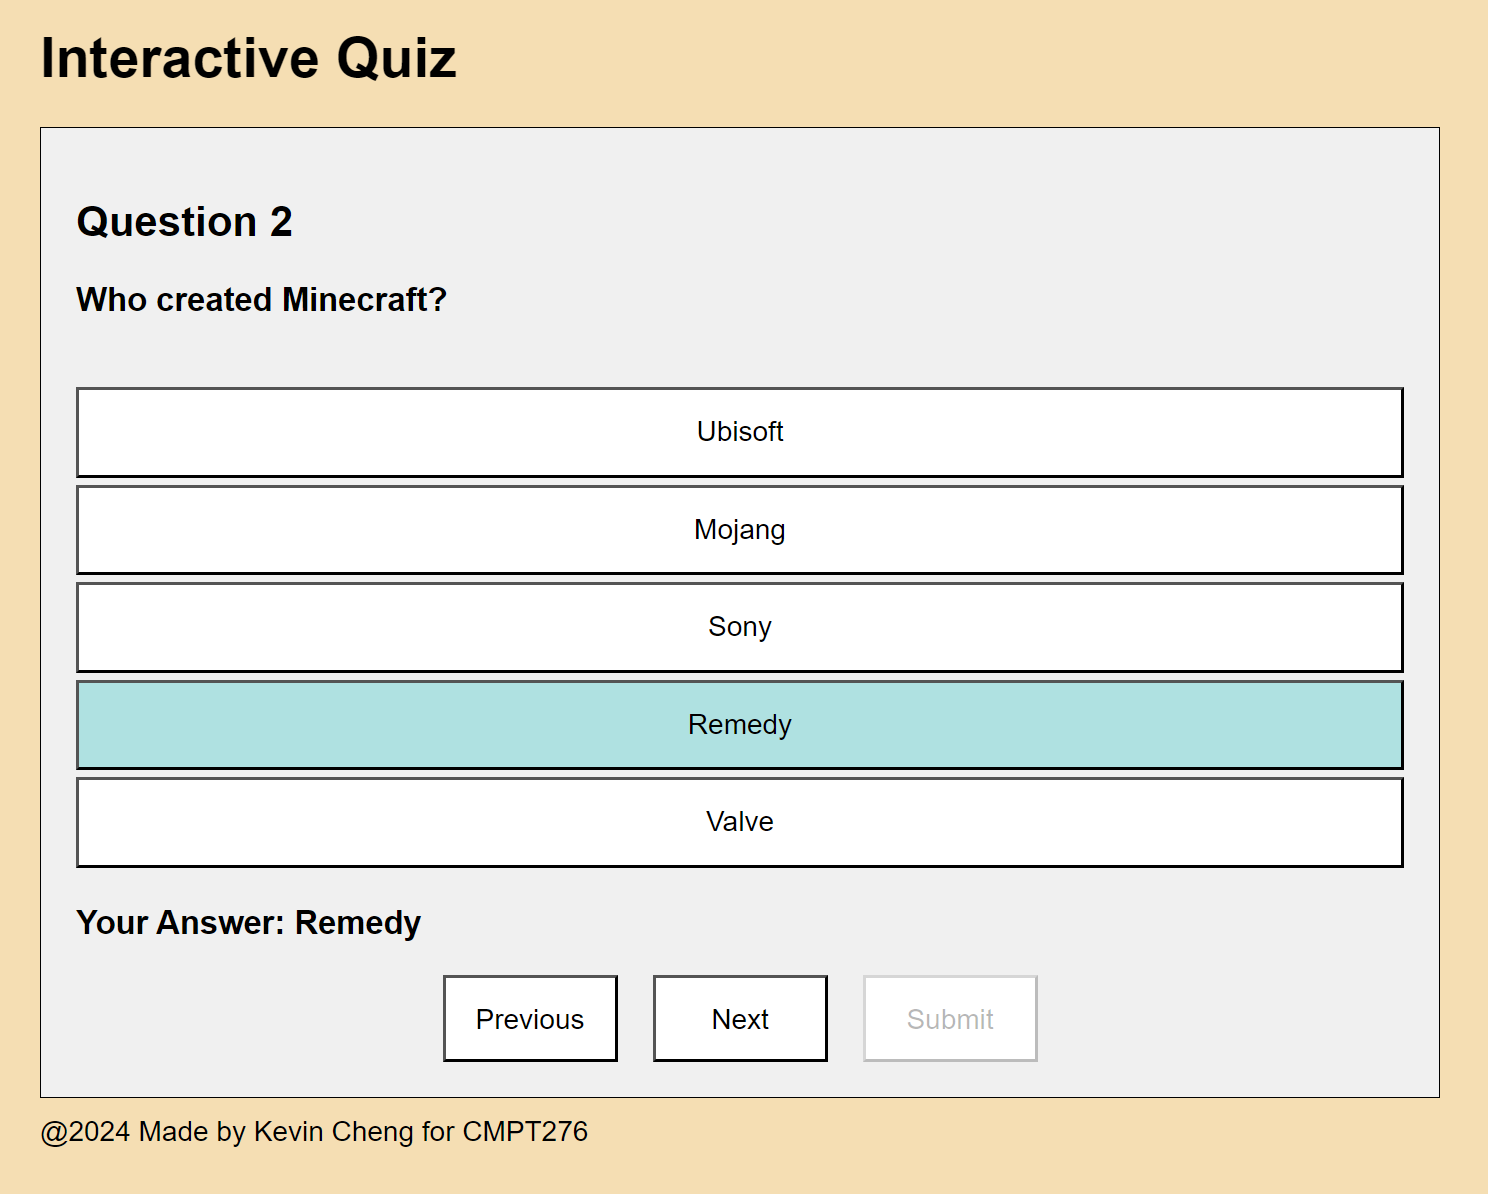 Interactive Quiz
Question 2
Who created Minecraft?
Ubisoft
Mojang
Sony
Remedy
Valve
Your Answer: Remedy
Previous Next Submit
@2024 Made by Kevin Cheng for CMPT276